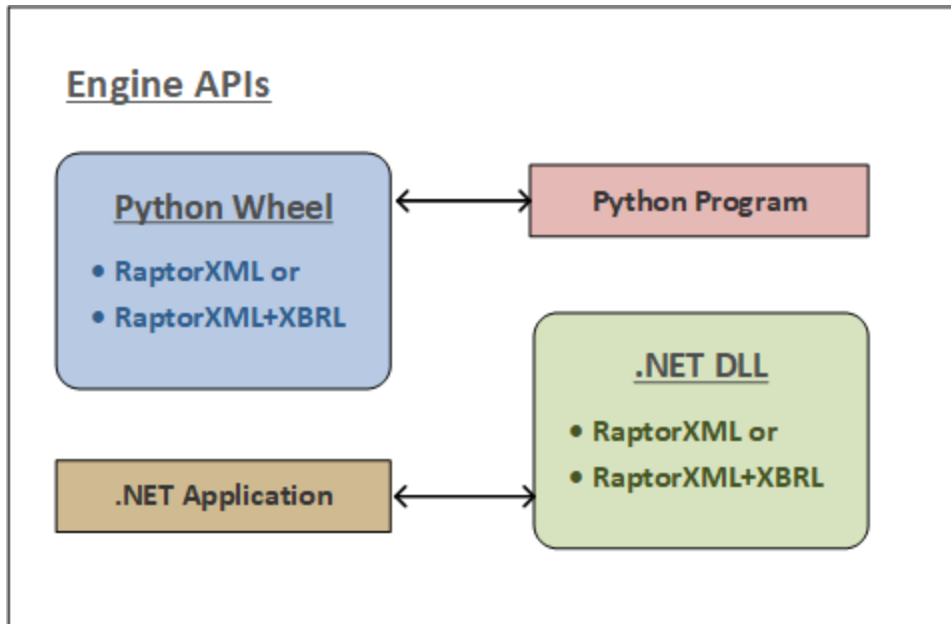 Engine APIs
Python Wheel
• RaptorXML or
• RaptorXML+XBRL
Python Program
.NET DLL
• RaptorXML or
• RaptorXML+XBRL
.NET Application